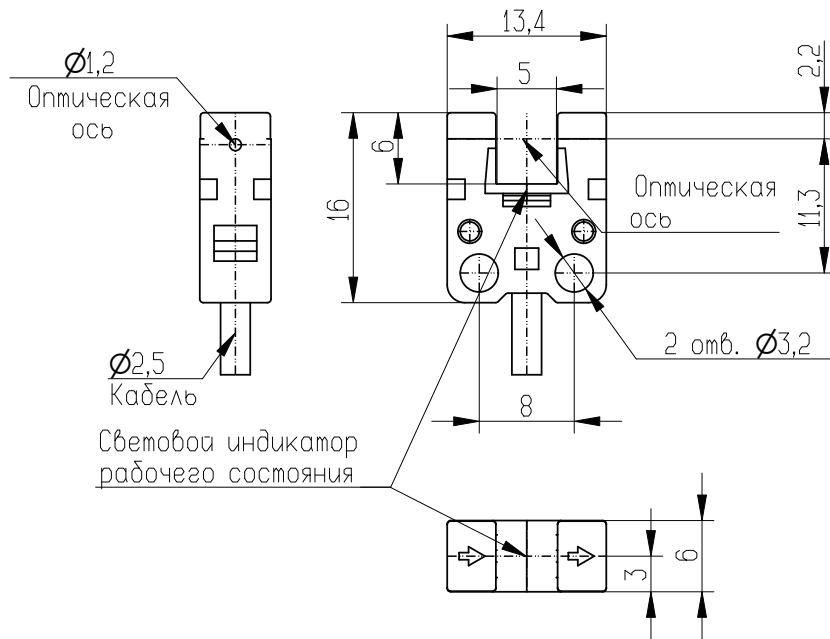 13,4
5
2,2
Ø1,2
Оптическая
ось
6
16
Оптическая
ось
11,3
2 отв. Ø3,2
Ø2,5
Кабель
8
Световой индикатор
рабочего состояния
3
6